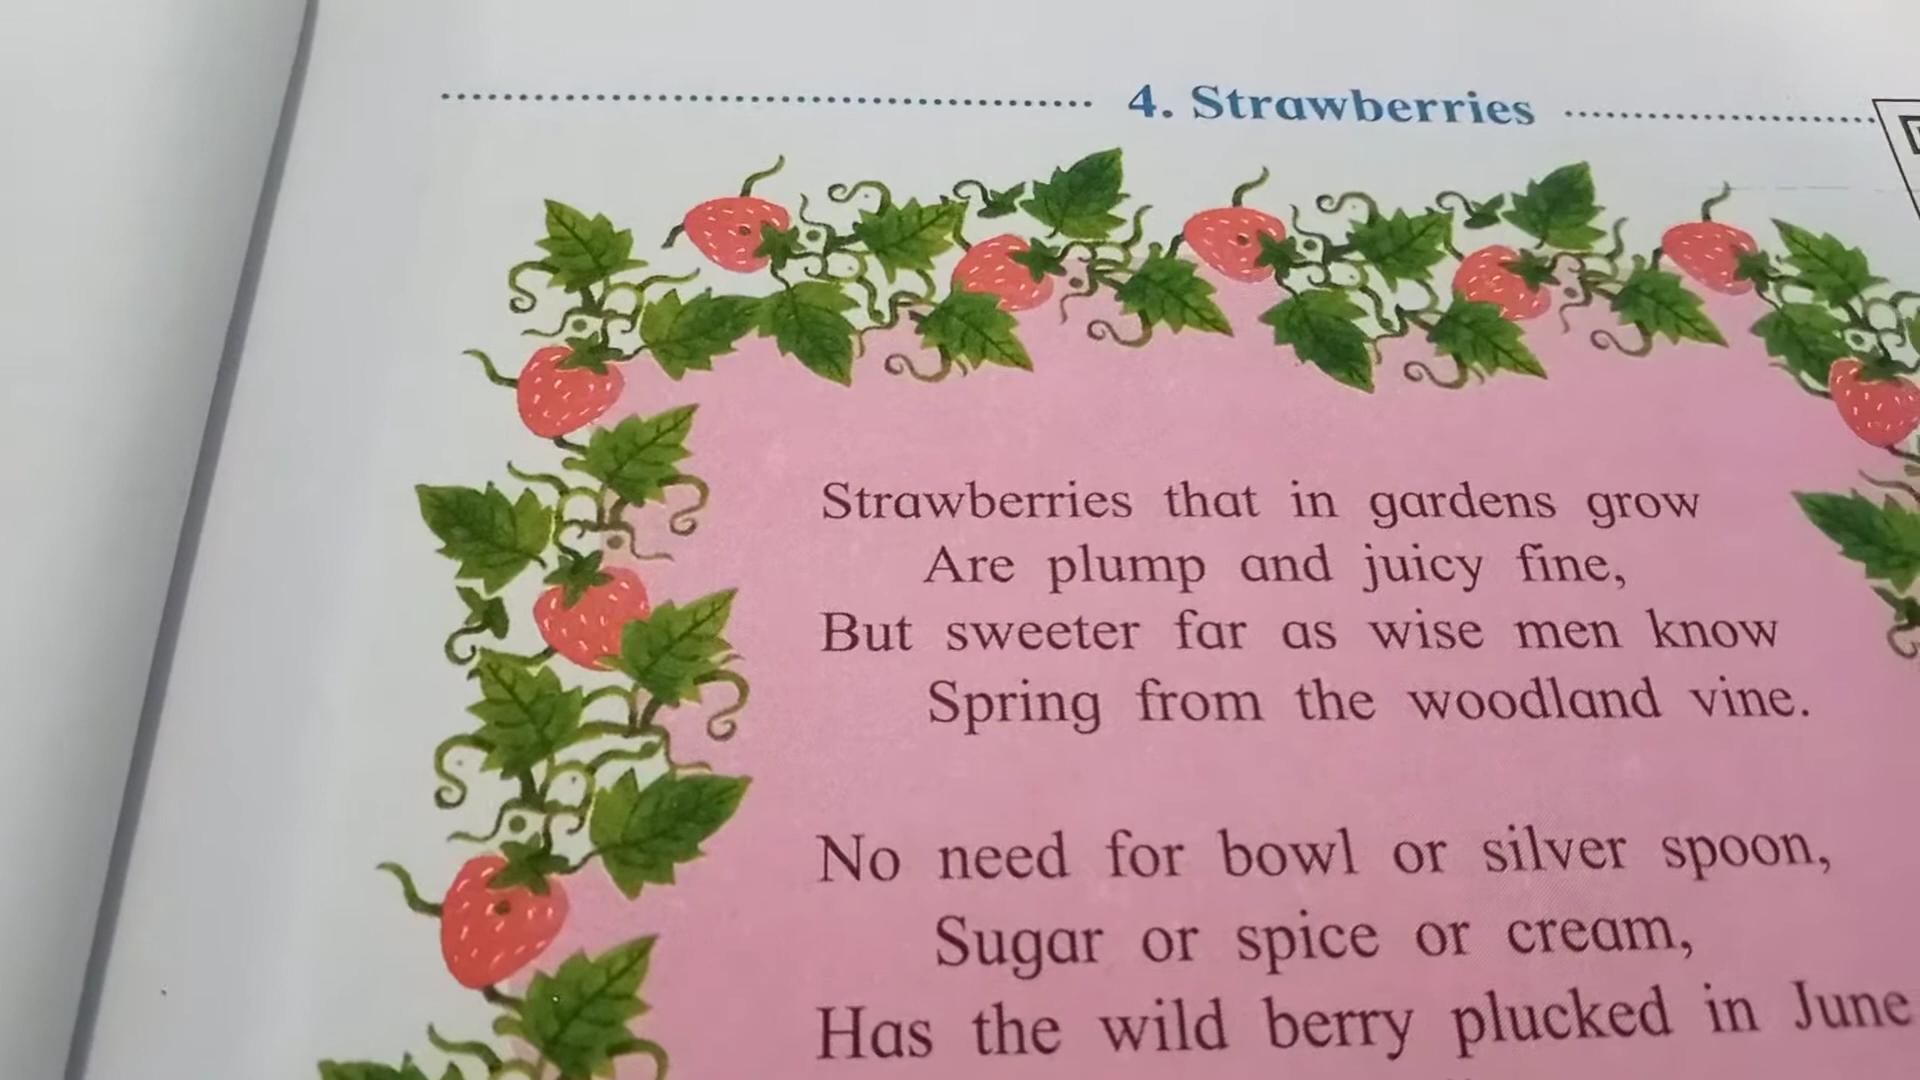 4. Strawberries
Strawberries that in gardens grow
Are plump and juicy fine,
But sweeter far as wise men know
Spring from the woodland vine.
No need for bowl or silver spoon,
Sugar or spice or cream,
Has the wild berry plucked in June